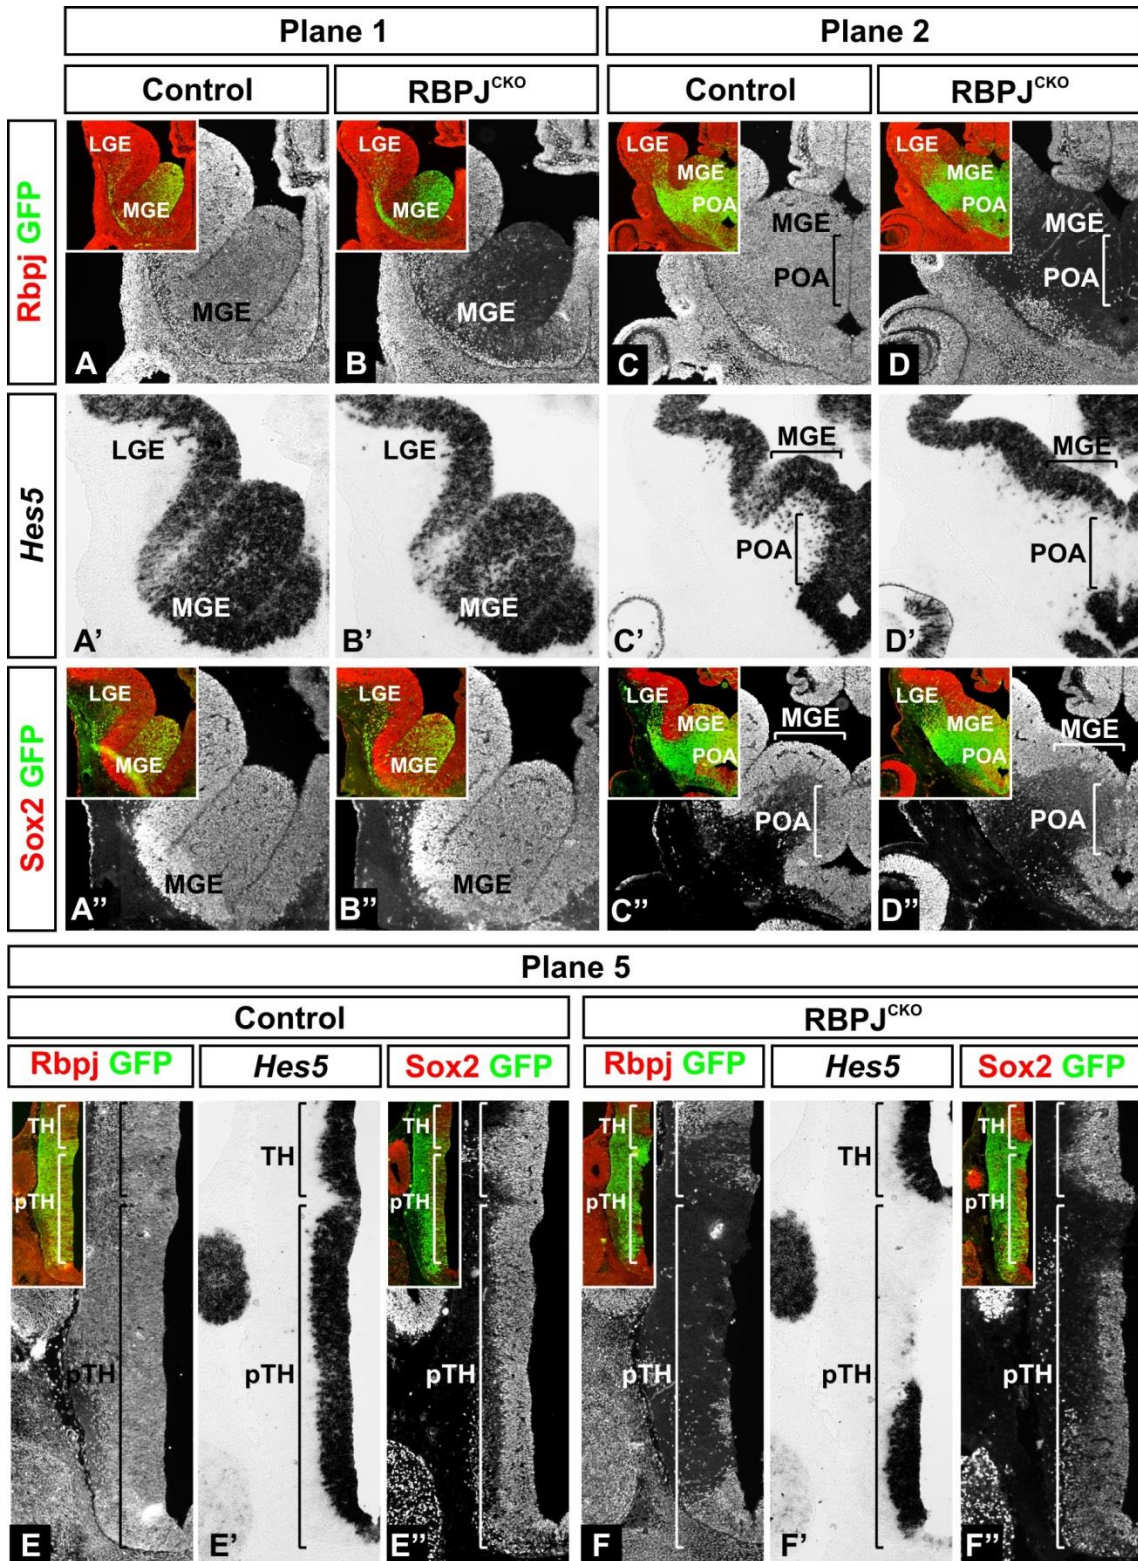 Plane 1
Plane 2
Control
RBPJCKO
Control
RBPJCKO
Rbpj GFP
LGE
MGE
MGE
A
LGE
MGE
MGE
B
LGE
MGE
POA
MGE
POA
C
LGE
MGE
POA
MGE
POA
D
Hes5
LGE
MGE
A'
LGE
MGE
B'
MGE
POA
C'
MGE
POA
D'
Sox2 GFP
LGE
MGE
MGE
A''
LGE
MGE
MGE
B''
LGE
MGE
POA
MGE
POA
C''
LGE
MGE
POA
MGE
POA
D''
Plane 5
Control
RBPJCKO
Rbpj GFP
Hes5
Sox2 GFP
Rbpj GFP
Hes5
Sox2 GFP
TH
pTH
pTH
E
TH
pTH
E'
TH
pTH
pTH
E''
TH
pTH
pTH
F
TH
pTH
F'
TH
pTH
pTH
F''